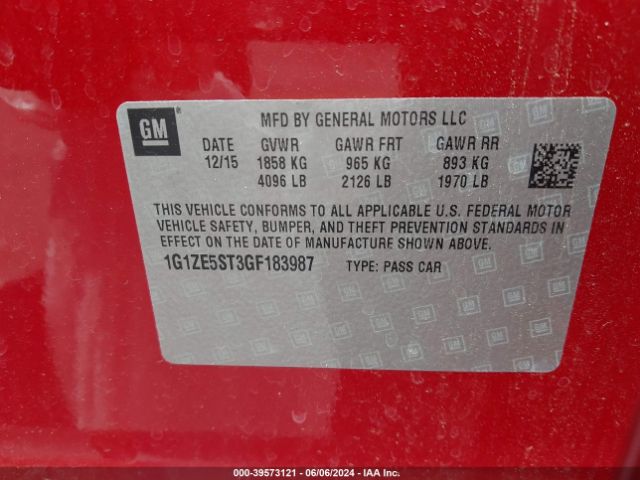 GM
MFD BY GENERAL MOTORS LLC
DATE GVWR GAWR FRT GAWR RR
12/15 1858 KG 965 KG 893 KG
4096 LB 2126 LB 1970 LB
THIS VEHICLE CONFORMS TO ALL APPLICABLE U.S. FEDERAL MOTOR
VEHICLE SAFETY, BUMPER, AND THEFT PREVENTION STANDARDS IN
EFFECT ON THE DATE OF MANUFACTURE SHOWN ABOVE.
1G1ZE5ST3GF183987 TYPE: PASS CAR
000-39573121 - 06/06/2024 - IAA Inc.